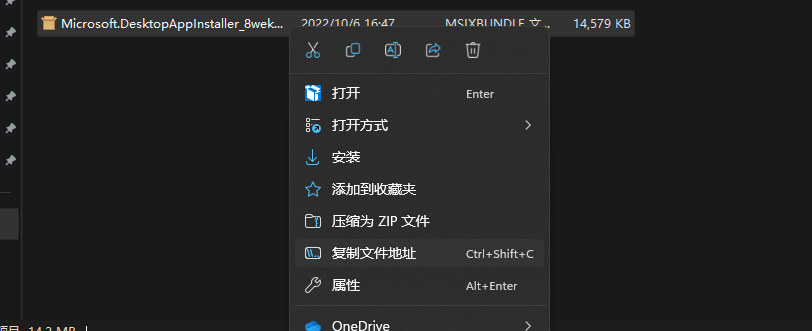 Microsoft.DesktopAppInstaller_8wek... 2022/10/6 16:47 MSIXBUNDLE 文... 14,579 KB
打开 Enter
打开方式
安装
添加到收藏夹
压缩为 ZIP 文件
复制文件地址 Ctrl+Shift+C
属性 Alt+Enter
OneDrive
项目 14.2 MB